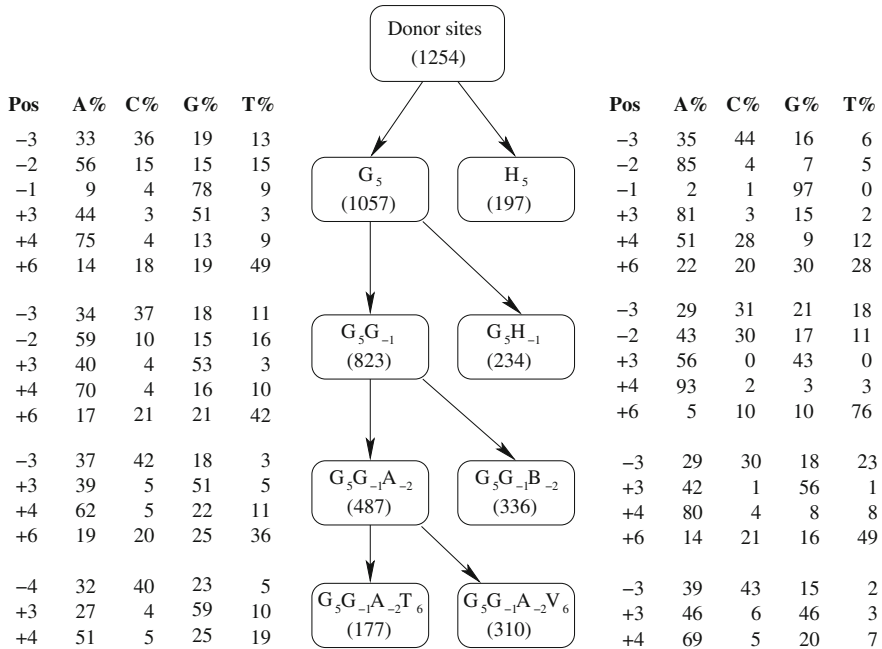 Donor sites
(1254)
Pos A% C% G% T%
−3 33 36 19 13
−2 56 15 15 15
−1 9 4 78 9
+3 44 3 51 3
+4 75 4 13 9
+6 14 18 19 49
G5
(1057)
H5
(197)
Pos A% C% G% T%
−3 35 44 16 6
−2 85 4 7 5
−1 2 1 97 0
+3 81 3 15 2
+4 51 28 9 12
+6 22 20 30 28
−3 34 37 18 11
−2 59 10 15 16
+3 40 4 53 3
+4 70 4 16 10
+6 17 21 21 42
G5G−1
(823)
G5H−1
(234)
−3 29 31 21 18
−2 43 30 17 11
+3 56 0 43 0
+4 93 2 3 3
+6 5 10 10 76
−3 37 42 18 3
+3 39 5 51 5
+4 62 5 22 11
+6 19 20 25 36
G5G−1A−2
(487)
G5G−1B−2
(336)
−3 29 30 18 23
+3 42 1 56 1
+4 80 4 8 8
+6 14 21 16 49
−4 32 40 23 5
+3 27 4 59 10
+4 51 5 25 19
G5G−1A−2T6
(177)
G5G−1A−2V6
(310)
−3 39 43 15 2
+3 46 6 46 3
+4 69 5 20 7